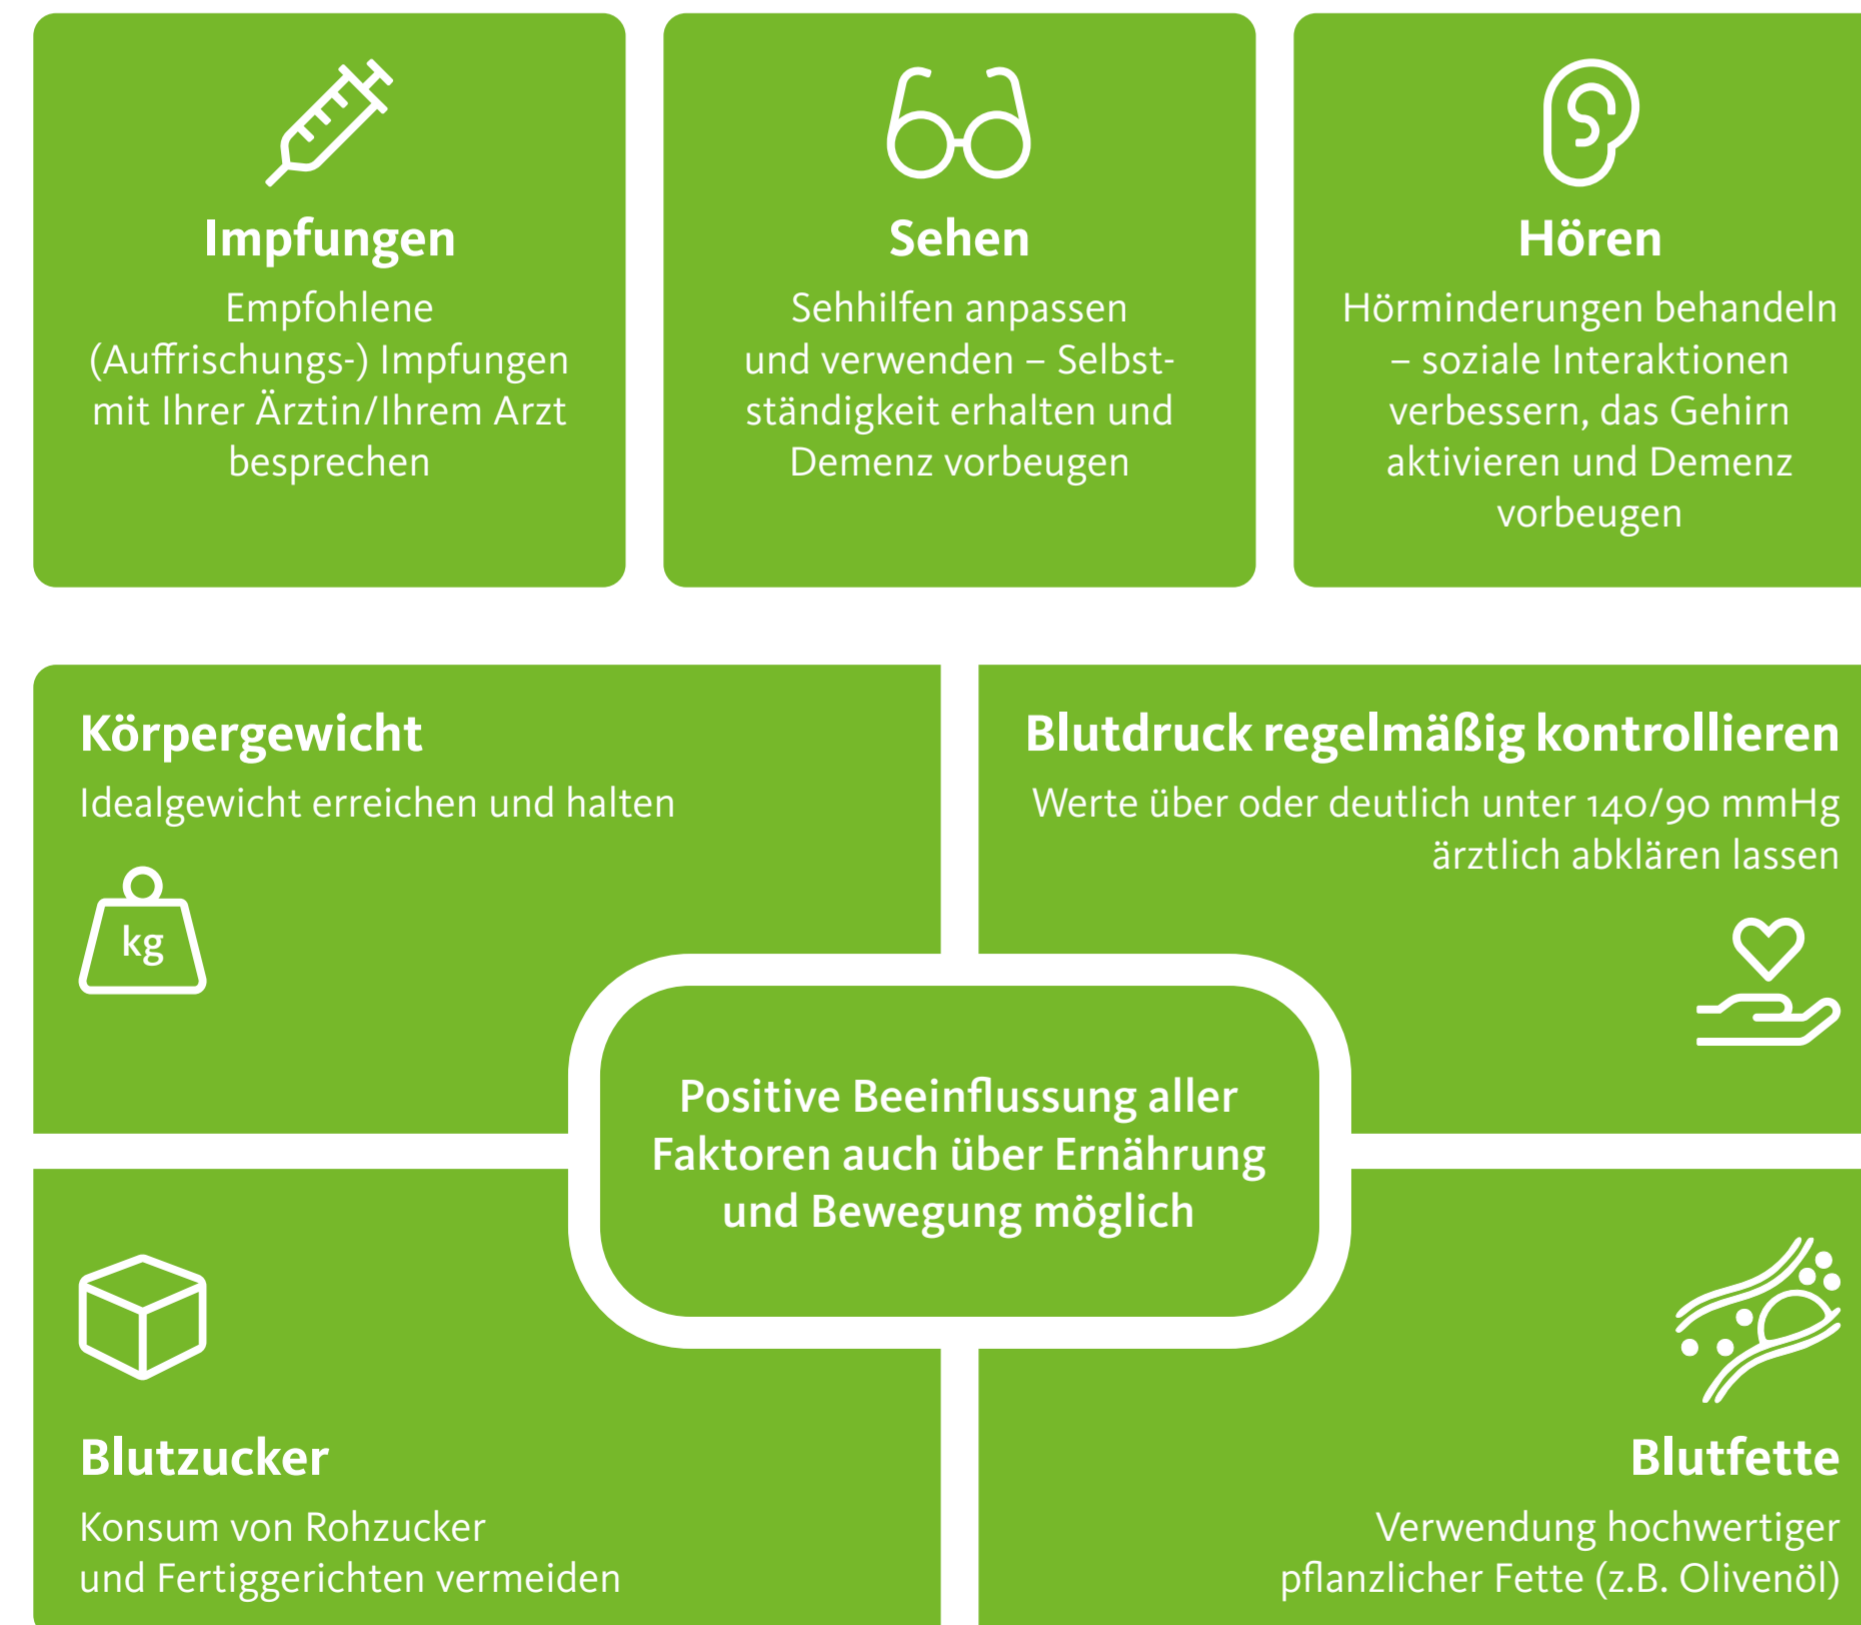 Impfungen
Empfohlene
(Auffrischungs-) Impfungen
mit Ihrer Ärztin/Ihrem Arzt
besprechen
Sehen
Sehhilfen anpassen
und verwenden – Selbst-
ständigkeit erhalten und
Demenz vorbeugen
Hören
Hörminderungen behandeln
– soziale Interaktionen
verbessern, das Gehirn
aktivieren und Demenz
vorbeugen
Körpergewicht
Idealgewicht erreichen und halten
kg
Blutdruck regelmäßig kontrollieren
Werte über oder deutlich unter 140/90 mmHg
ärztlich abklären lassen
Positive Beeinflussung aller
Faktoren auch über Ernährung
und Bewegung möglich
Blutzucker
Konsum von Rohzucker
und Fertiggerichten vermeiden
Blutfette
Verwendung hochwertiger
pflanzlicher Fette (z.B. Olivenöl)